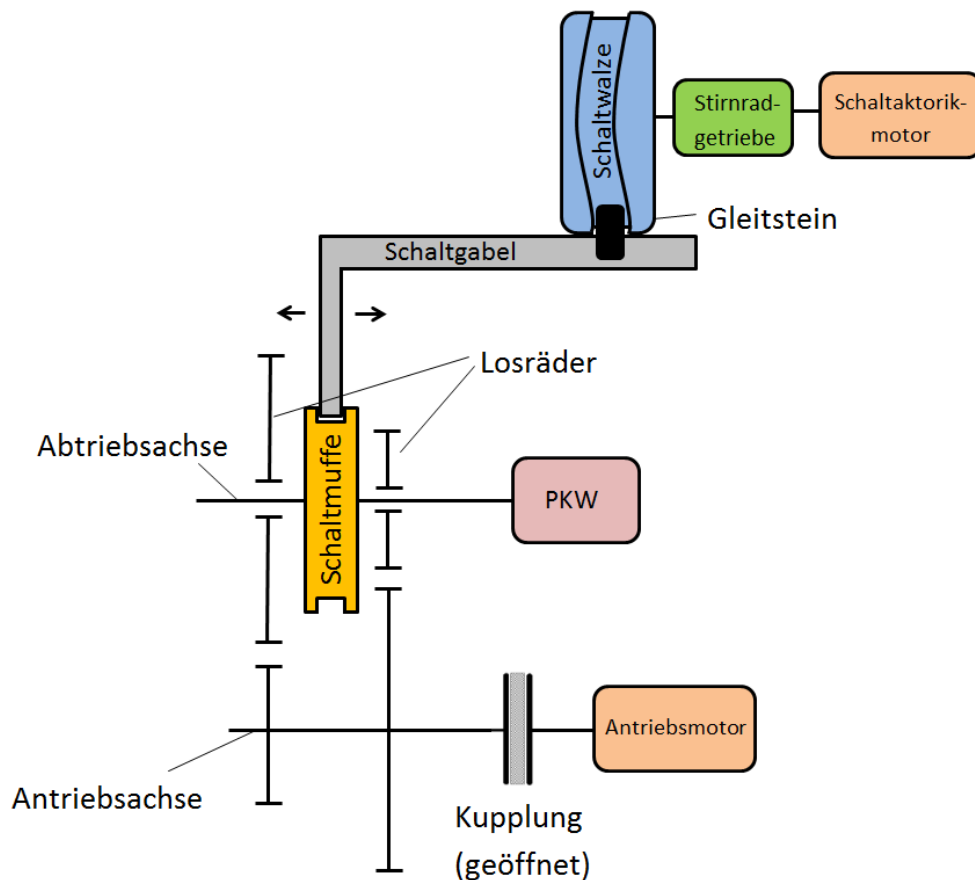 Schaltwalze
Stirnrad-
getriebe
Schaltaktorik-
motor
Gleitstein
Schaltgabel
Losräder
Abtriebsachse
Schaltmuffe
PKW
Antriebsmotor
Antriebsachse
Kupplung
(geöffnet)